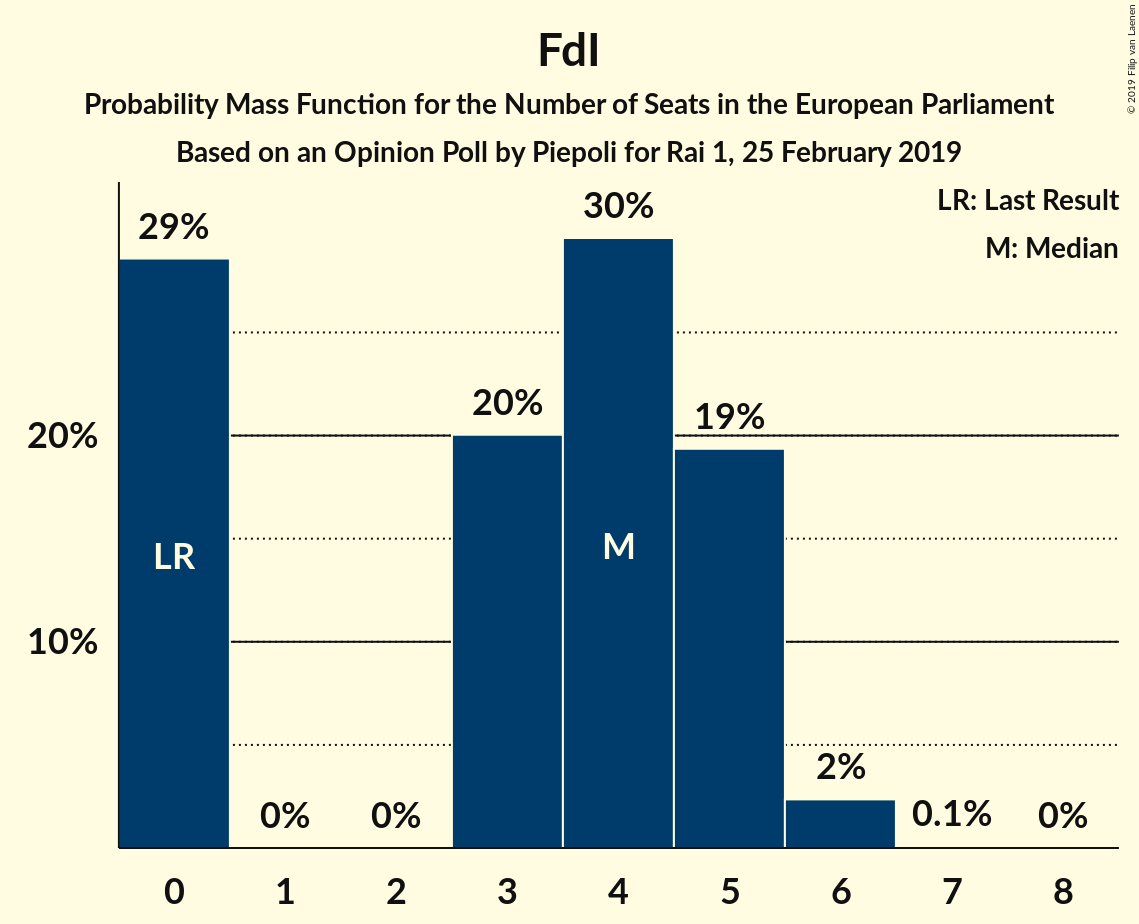 FdI
Probability Mass Function for the Number of Seats in the European Parliament
Based on an Opinion Poll by Piepoli for Rai 1, 25 February 2019
© 2019 Filip van Laenen
LR: Last Result
M: Median
29%
0%
0%
20%
30%
19%
2%
0.1%
0%
LR
M
20%
10%
0 1 2 3 4 5 6 7 8